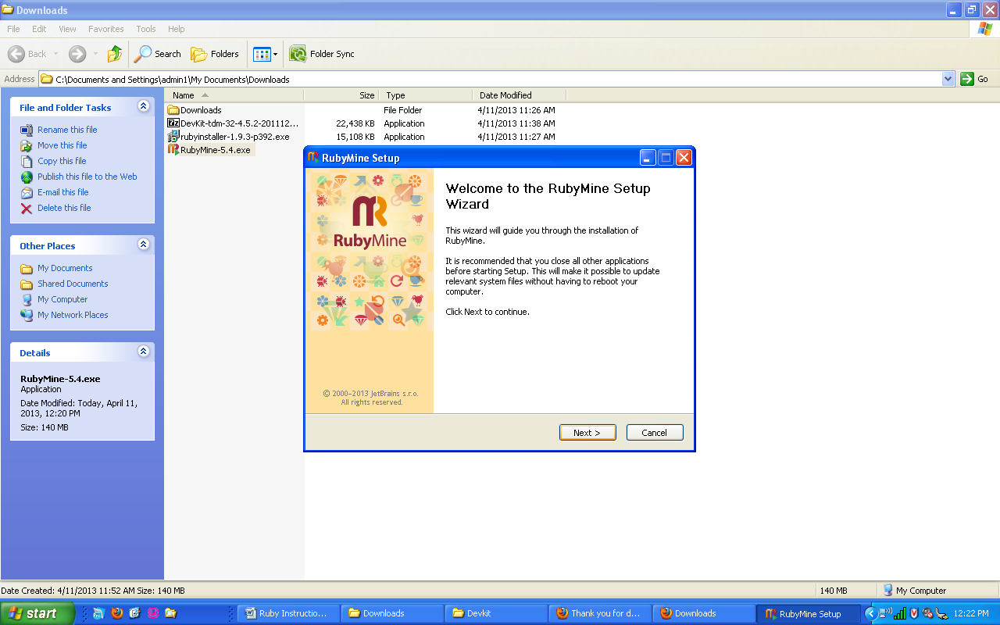 Downloads
File Edit View Favorites Tools Help
Back Search Folders Folder Sync
Address C:\Documents and Settings\admin1\My Documents\Downloads Go
File and Folder Tasks
Rename this file
Move this file
Copy this file
Publish this file to the Web
E-mail this file
Delete this file
Other Places
My Documents
Shared Documents
My Computer
My Network Places
Details
RubyMine-5.4.exe
Application
Date Modified: Today, April 11,
2013, 12:20 PM
Size: 140 MB
Name Size Type Date Modified
Downloads File Folder 4/11/2013 11:26 AM
DevKit-tdm-32-4.5.2-201112... 22,438 KB Application 4/11/2013 11:38 AM
rubyinstaller-1.9.3-p392.exe 15,108 KB Application 4/11/2013 11:27 AM
RubyMine-5.4.exe
RubyMine Setup
RubyMine
© 2000-2013 JetBrains s.r.o.
All rights reserved.
Welcome to the RubyMine Setup
Wizard
This wizard will guide you through the installation of
RubyMine.
It is recommended that you close all other applications
before starting Setup. This will make it possible to update
relevant system files without having to reboot your
computer.
Click Next to continue.
Next > Cancel
Date Created: 4/11/2013 11:52 AM Size: 140 MB 140 MB My Computer
start Ruby Instructio... Downloads Devkit Thank you for d... Downloads RubyMine Setup 12:22 PM